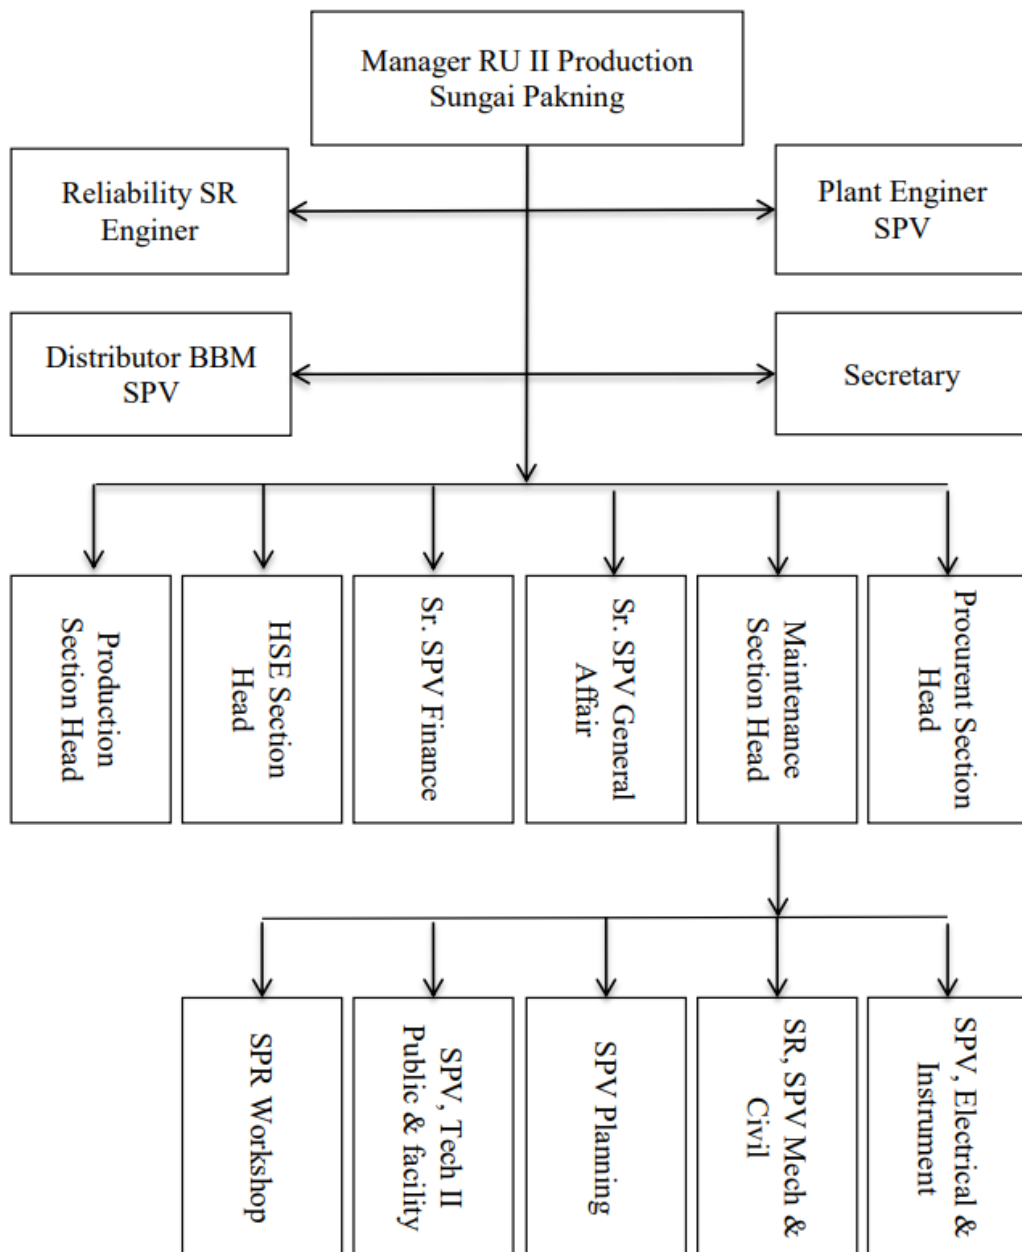 Manager RU II Production
Sungai Pakning
Reliability SR
Enginer
Plant Enginer
SPV
Distributor BBM
SPV
Secretary
Production
Section Head
HSE Section
Head
Sr. SPV Finance
Sr. SPV General
Affair
Maintenance
Section Head
Procurent Section
Head
SPR Workshop
SPV, Tech II
Public & facility
SPV Planning
SR, SPV Mech &
Civil
SPV, Electrical &
Instrument